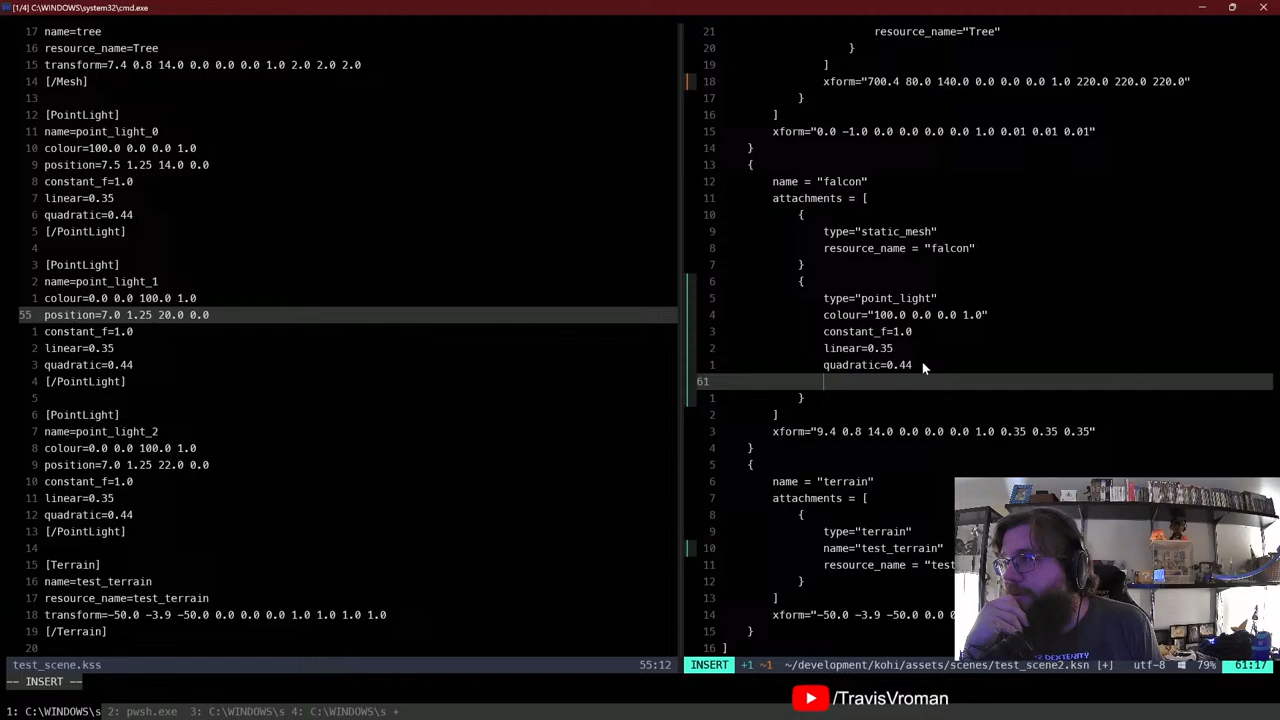 [1/4] C:\WINDOWS\system32\cmd.exe
17 name=tree
16 resource_name=Tree
15 transform=7.4 0.8 14.0 0.0 0.0 0.0 1.0 2.0 2.0 2.0
14 [/Mesh]
13
12 [PointLight]
11 name=point_light_0
10 colour=100.0 0.0 0.0 1.0
9 position=7.5 1.25 14.0 0.0
8 constant_f=1.0
7 linear=0.35
6 quadratic=0.44
5 [/PointLight]
4
3 [PointLight]
2 name=point_light_1
1 colour=0.0 0.0 100.0 1.0
55 position=7.0 1.25 20.0 0.0
1 constant_f=1.0
2 linear=0.35
3 quadratic=0.44
4 [/PointLight]
5
6 [PointLight]
7 name=point_light_2
8 colour=0.0 0.0 100.0 1.0
9 position=7.0 1.25 22.0 0.0
10 constant_f=1.0
11 linear=0.35
12 quadratic=0.44
13 [/PointLight]
14
15 [Terrain]
16 name=test_terrain
17 resource_name=test_terrain
18 transform=-50.0 -3.9 -50.0 0.0 0.0 0.0 1.0 1.0 1.0 1.0
19 [/Terrain]
20
test_scene.kss 55:12
-- INSERT --
21 resource_name="Tree"
20 }
19 ]
18 xform="700.4 80.0 140.0 0.0 0.0 0.0 1.0 220.0 220.0 220.0"
17 }
16 ]
15 xform="0.0 -1.0 0.0 0.0 0.0 0.0 1.0 0.01 0.01 0.01"
14 }
13 {
12 name = "falcon"
11 attachments = [
10 {
9 type="static_mesh"
8 resource_name = "falcon"
7 }
6 {
5 type="point_light"
4 colour="100.0 0.0 0.0 1.0"
3 constant_f=1.0
2 linear=0.35
1 quadratic=0.44
61
1 }
2 ]
3 xform="9.4 0.8 14.0 0.0 0.0 0.0 1.0 0.35 0.35 0.35"
4 }
5 {
6 name = "terrain"
7 attachments = [
8 {
9 type="terrain"
10 name="test_terrain"
11 resource_name = "test
12 }
13 ]
14 xform="-50.0 -3.9 -50.0 0.0 0
15 }
16 ]
INSERT +1 ~1 ~/development/kohi/assets/scenes/test_scene2.ksn [+] utf-8 79% 61:17
/TravisVroman
1: C:\WINDOWS\s 2: pwsh.exe 3: C:\WINDOWS\s 4: C:\WINDOWS\s +